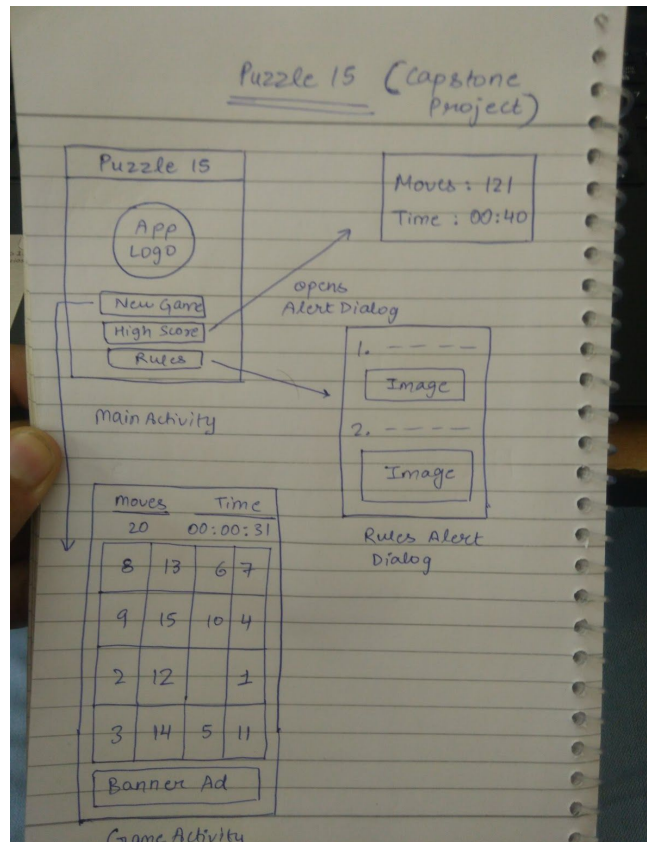 Puzzle 15 (Capstone
Project)
Puzzle 15
App
Logo
New Game
High Score
Rules
Main Activity
Moves : 121
Time : 00:40
opens
Alert Dialog
1. - - - -
Image
2. - - - -
Image
Rules Alert
Dialog
moves Time
20 00:00:31
8 13 6 7
9 15 10 4
2 12 1
3 14 5 11
Banner Ad
Game Activity